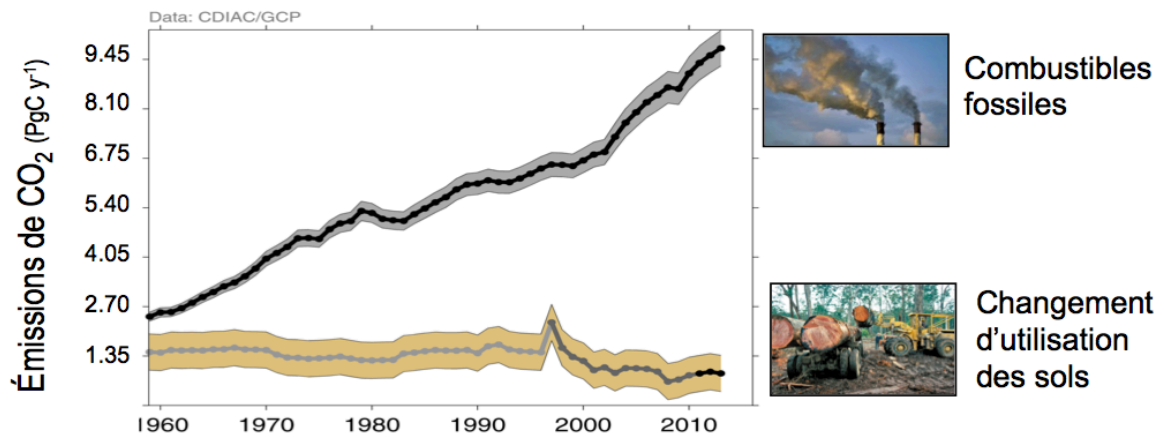 Data: CDIAC/GCP
Émissions de CO₂ (PgC y⁻¹)
9.45
8.10
6.75
5.40
4.05
2.70
1.35
1960 1970 1980 1990 2000 2010
Combustibles
fossiles
Changement
d'utilisation
des sols